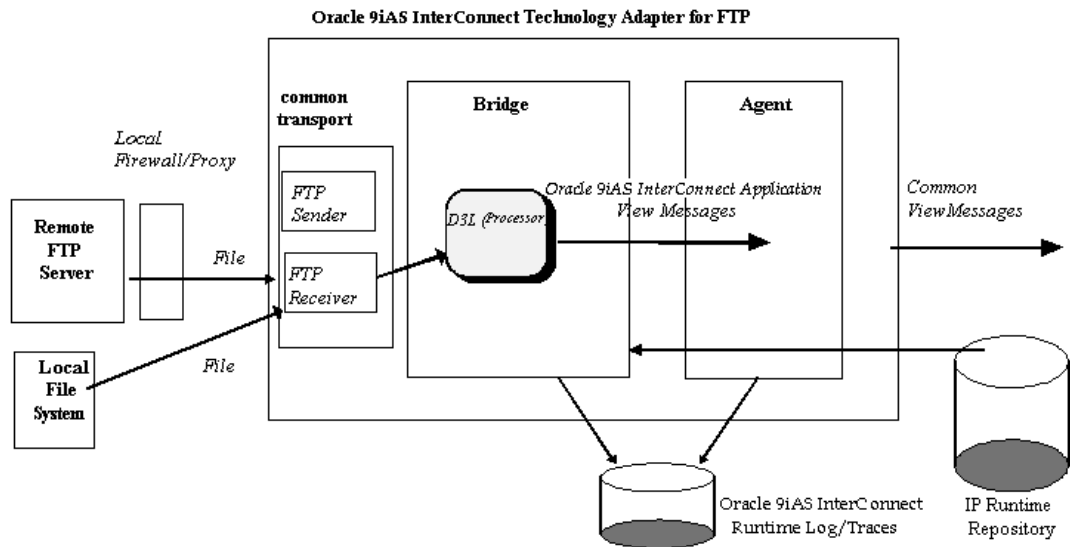 Oracle 9iAS InterConnect Technology Adapter for FTP
common
transport
Bridge
Agent
Local
Firewall/Proxy
FTP
Sender
D3L (Processor
Oracle 9iAS InterConnect Application
View Messages
Common
ViewMessages
Remote
FTP
Server
File
FTP
Receiver
Local
File
System
File
Oracle 9iAS InterConnect
Runtime Log/Traces
IP Runtime
Repository